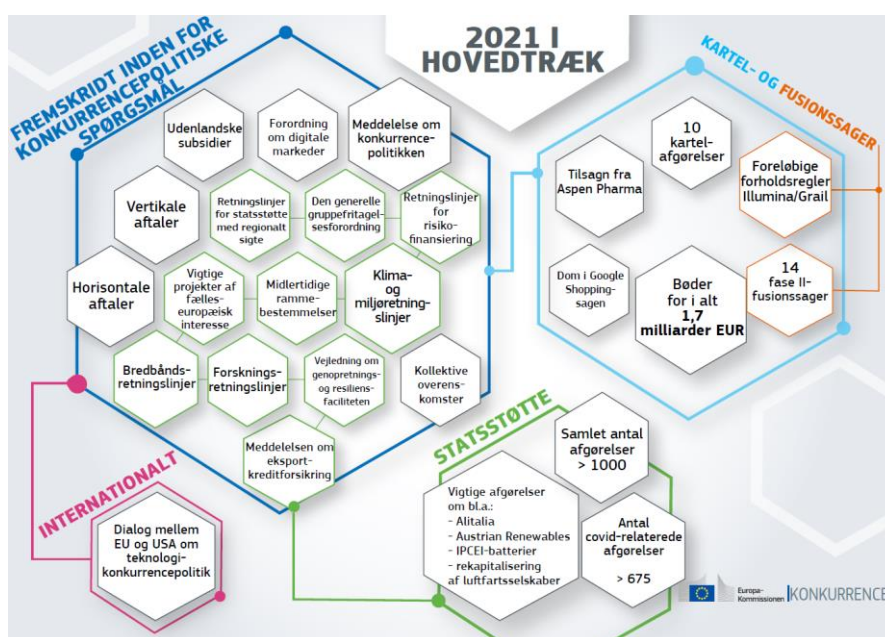 2021 I
HOVEDTRÆK
FREMSKRIDT INDEN FOR
KONKURRENCEPOLITISKE
SPØRGSMÅL
Udenlandske
subsidier
Forordning
om digitale
markeder
Meddelelse om
konkurrence-
politikken
Vertikale
aftaler
Retningslinjer
for statsstøtte
med regionalt
sigte
Den generelle
gruppefritagel-
sesforordning
Retningslinjer
for
risiko-
finansiering
Horisontale
aftaler
Vigtige
projekter af
fælles-
europæisk
interesse
Midlertidige
ramme-
bestemmelser
Klima-
og
miljøretning-
slinjer
Bredbånds-
retningslinjer
Forsknings-
retningslinjer
Vejledning om
genopretnings-
og resiliens-
faciliteten
Kollektive
overens-
komster
Meddelelsen om
eksport-
kreditforsikring
KARTEL- OG FUSIONSSAGER
Tilsagn fra
Aspen Pharma
10
kartel-
afgørelser
Foreløbige
forholdsregler
Illumina/Grail
Dom i Google
Shopping-
sagen
Bøder
for i alt
1,7
milliarder EUR
14
fase II-
fusionssager
INTERNATIONALT
Dialog mellem
EU og USA om
teknologi-
konkurrencepolitik
STATSSTØTTE
Samlet antal
afgørelser
> 1000
Vigtige afgørelser
om bl.a.:
- Alitalia
- Austrian Renewables
- IPCEI-batterier
- rekapitalisering
af luftfartsselskaber
Antal
covid-relaterede
afgørelser
> 675
Europa-
Kommissionen
KONKURRENCE